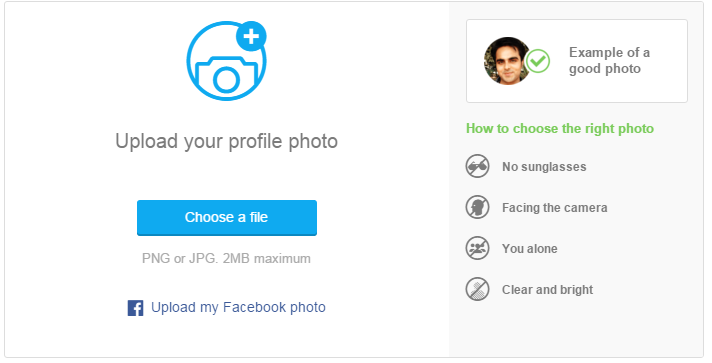 Upload your profile photo
Choose a file
PNG or JPG. 2MB maximum
Upload my Facebook photo
Example of a
good photo
How to choose the right photo
No sunglasses
Facing the camera
You alone
Clear and bright